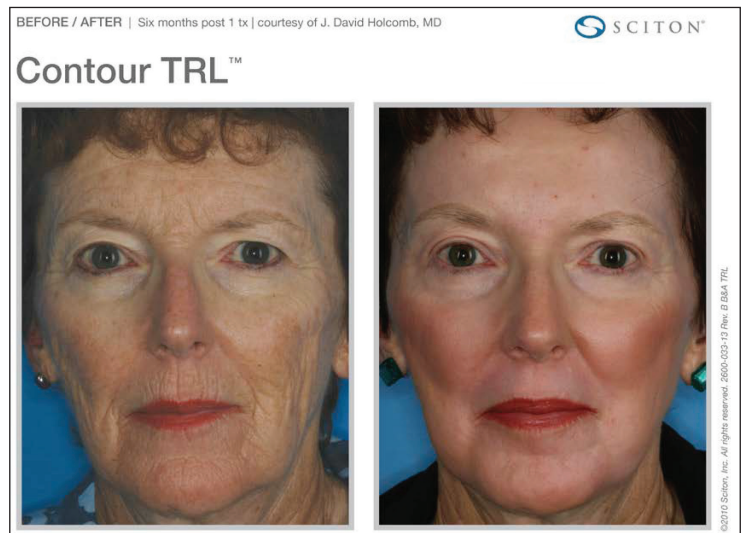 BEFORE / AFTER | Six months post 1 tx | courtesy of J. David Holcomb, MD
SCITON®
Contour TRL™
©2010 Sciton, Inc. All rights reserved. 2600-033-13 Rev. B B&A TRL